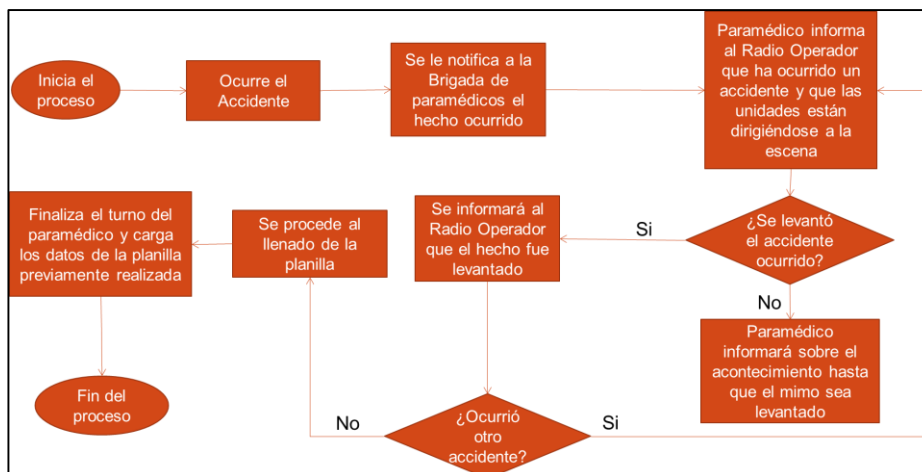 Inicia el
proceso
Ocurre el
Accidente
Se le notifica a la
Brigada de
paramédicos el
hecho ocurrido
Paramédico informa
al Radio Operador
que ha ocurrido un
accidente y que las
unidades están
dirigiéndose a la
escena
¿Se levantó
el accidente
ocurrido?
Si
No
Se informará al
Radio Operador
que el hecho fue
levantado
Paramédico
informará sobre el
acontecimiento hasta
que el mimo sea
levantado
¿Ocurrió
otro
accidente?
Si
No
Se procede al
llenado de la
planilla
Finaliza el turno del
paramédico y carga
los datos de la planilla
previamente realizada
Fin del
proceso